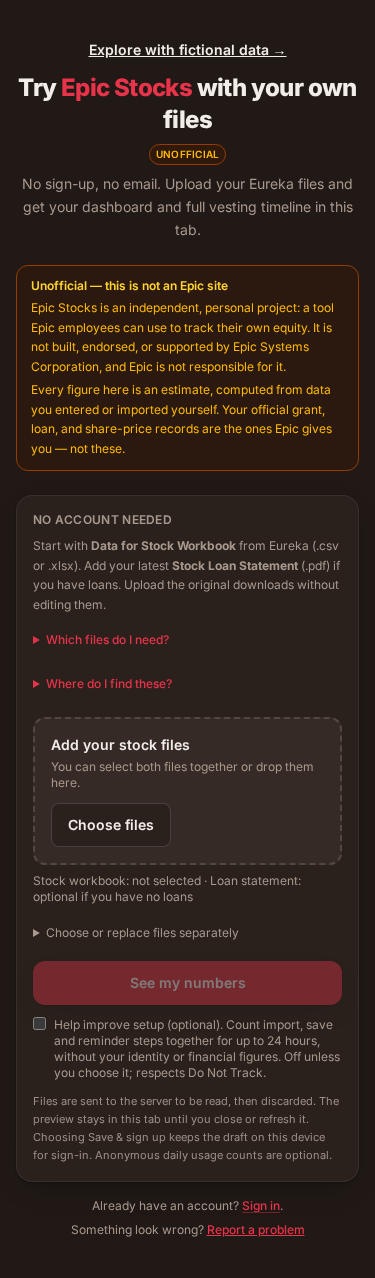 Explore with fictional data →
Try Epic Stocks with your own
files
UNOFFICIAL
No sign-up, no email. Upload your Eureka files and
get your dashboard and full vesting timeline in this
tab.
Unofficial — this is not an Epic site
Epic Stocks is an independent, personal project: a tool
Epic employees can use to track their own equity. It is
not built, endorsed, or supported by Epic Systems
Corporation, and Epic is not responsible for it.
Every figure here is an estimate, computed from data
you entered or imported yourself. Your official grant,
loan, and share-price records are the ones Epic gives
you — not these.
NO ACCOUNT NEEDED
Start with Data for Stock Workbook from Eureka (.csv
or .xlsx). Add your latest Stock Loan Statement (.pdf) if
you have loans. Upload the original downloads without
editing them.
Which files do I need?
Where do I find these?
Add your stock files
You can select both files together or drop them
here.
Choose files
Stock workbook: not selected · Loan statement:
optional if you have no loans
Choose or replace files separately
See my numbers
Help improve setup (optional). Count import, save
and reminder steps together for up to 24 hours,
without your identity or financial figures. Off unless
you choose it; respects Do Not Track.
Files are sent to the server to be read, then discarded. The
preview stays in this tab until you close or refresh it.
Choosing Save & sign up keeps the draft on this device
for sign-in. Anonymous daily usage counts are optional.
Already have an account? Sign in.
Something look wrong? Report a problem